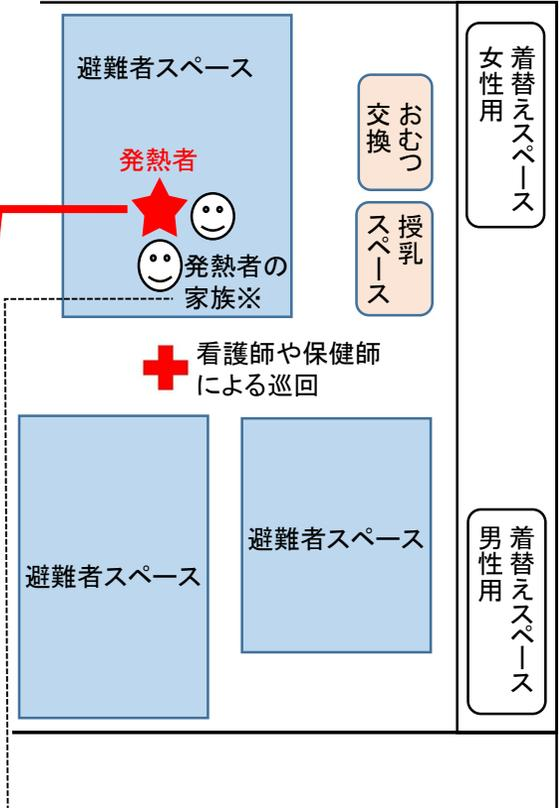 避難者スペース
発熱者
発熱者の
家族※
おむつ
交換
授乳
スペース
着替えスペース
女性用
看護師や保健師
による巡回
避難者スペース
避難者スペース
着替えスペース
男性用